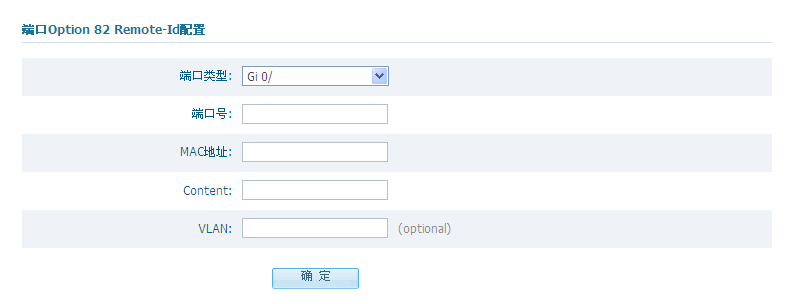 端口Option 82 Remote-Id配置
端口类型: Gi 0/
端口号:
MAC地址:
Content:
VLAN: (optional)
确 定